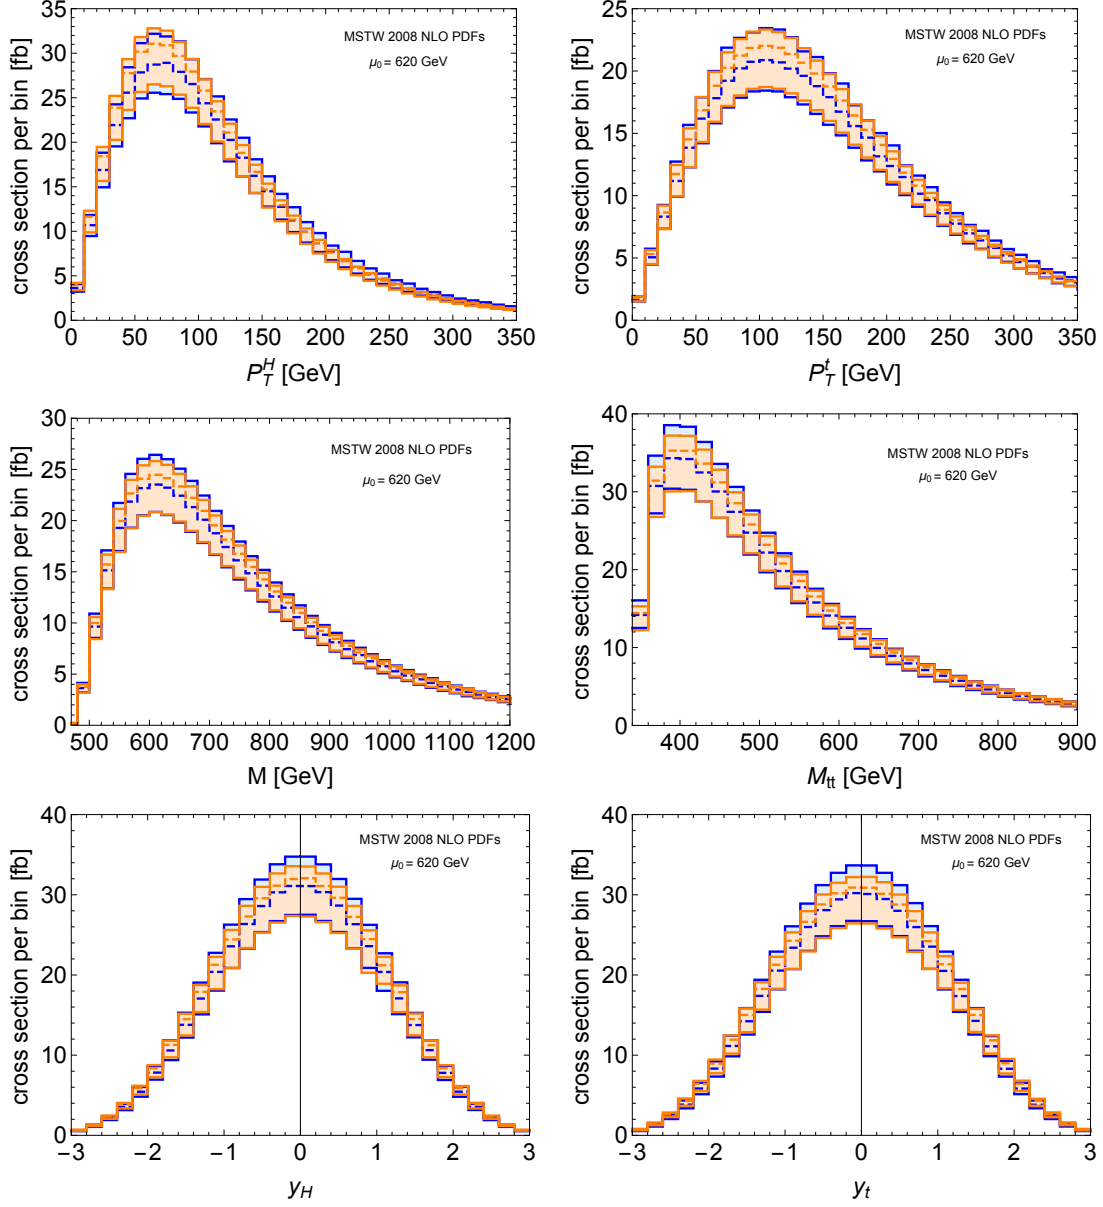 35
30
25
20
15
10
5
0
cross section per bin [fb]
MSTW 2008 NLO PDFs
μ0 = 620 GeV
0 50 100 150 200 250 300 350
P_T^H [GeV]
25
20
15
10
5
0
cross section per bin [fb]
MSTW 2008 NLO PDFs
μ0 = 620 GeV
0 50 100 150 200 250 300 350
P_T^t [GeV]
30
25
20
15
10
5
0
cross section per bin [fb]
MSTW 2008 NLO PDFs
μ0 = 620 GeV
500 600 700 800 900 1000 1100 1200
M [GeV]
40
30
20
10
0
cross section per bin [fb]
MSTW 2008 NLO PDFs
μ0 = 620 GeV
400 500 600 700 800 900
M_tt [GeV]
40
30
20
10
0
cross section per bin [fb]
MSTW 2008 NLO PDFs
μ0 = 620 GeV
−3 −2 −1 0 1 2 3
y_H
40
30
20
10
0
cross section per bin [fb]
MSTW 2008 NLO PDFs
μ0 = 620 GeV
−3 −2 −1 0 1 2 3
y_t